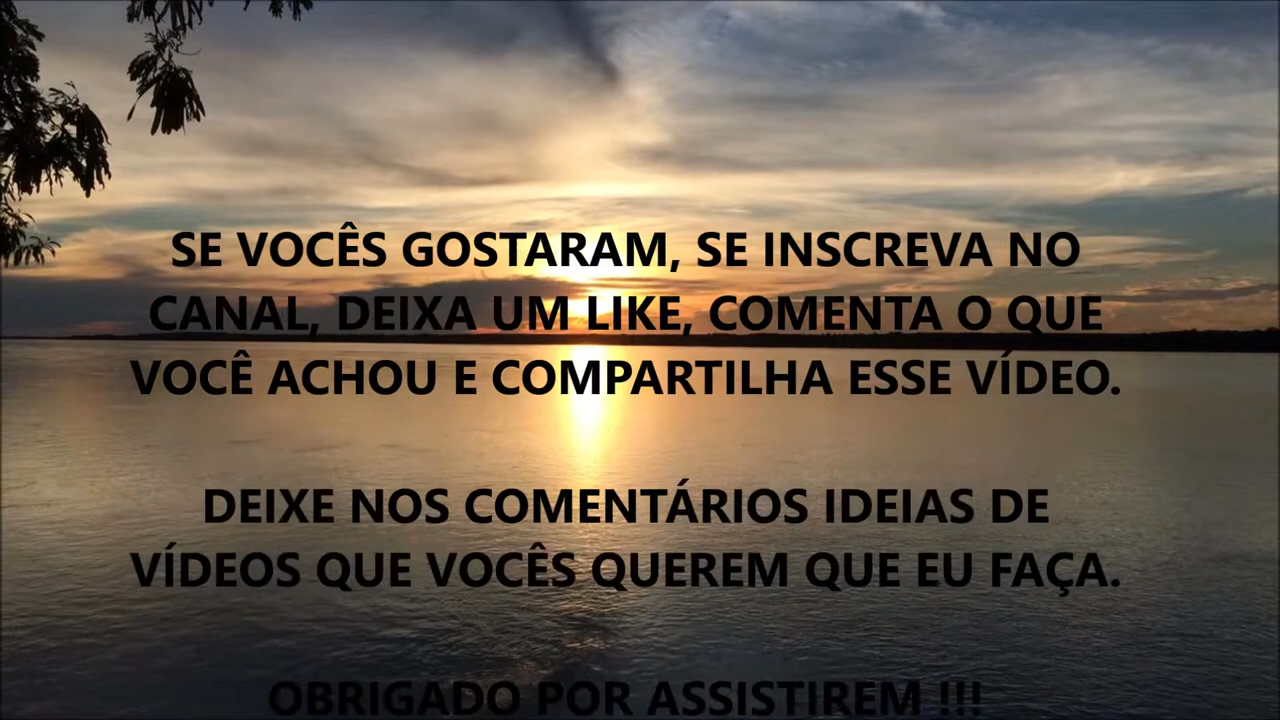 SE VOCÊS GOSTARAM, SE INSCREVA NO
CANAL, DEIXA UM LIKE, COMENTA O QUE
VOCÊ ACHOU E COMPARTILHA ESSE VÍDEO.
DEIXE NOS COMENTÁRIOS IDEIAS DE
VÍDEOS QUE VOCÊS QUEREM QUE EU FAÇA.
OBRIGADO POR ASSISTIREM !!!